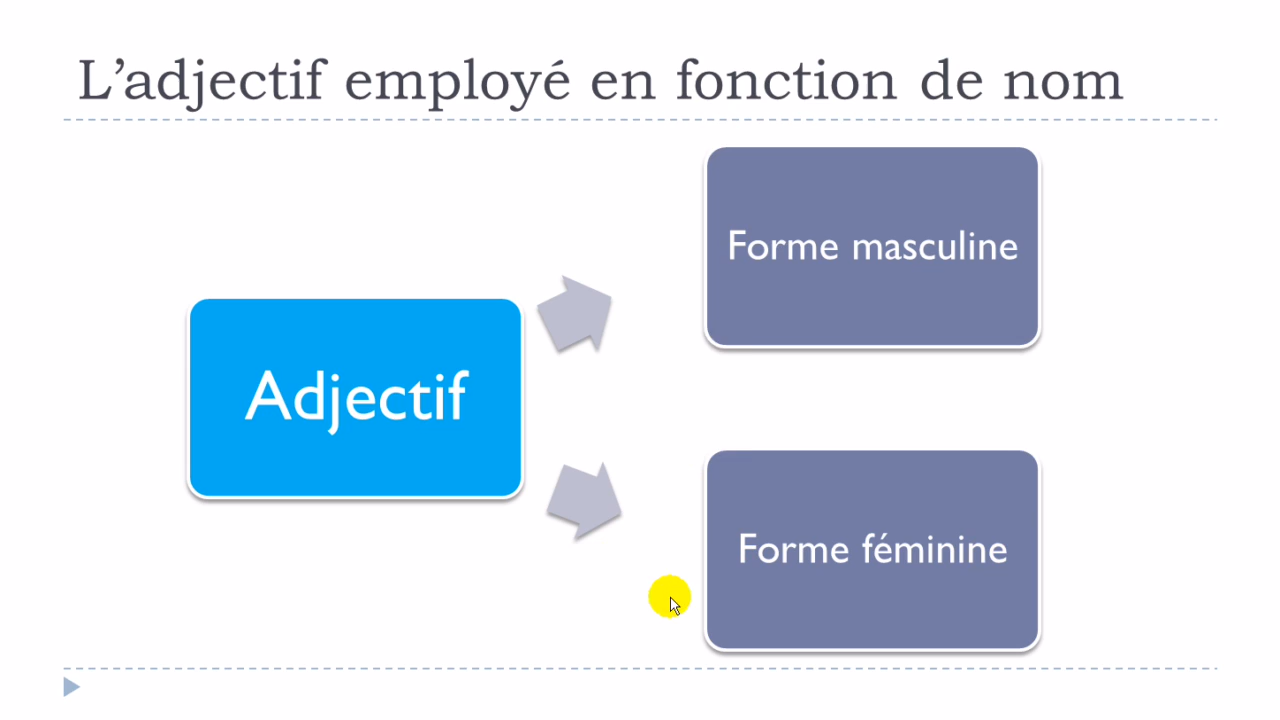 L’adjectif employé en fonction de nom
Forme masculine
Adjectif
Forme féminine